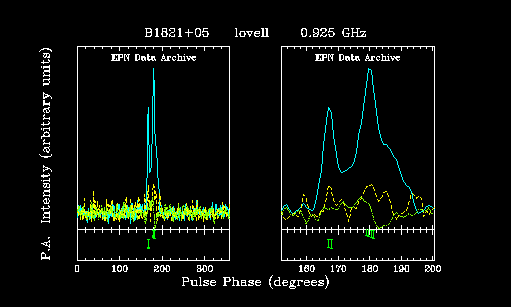 B1821+05 lovell 0.925 GHz
EPN Data Archive EPN Data Archive
P.A. Intensity (arbitrary units)
0 100 200 300 160 170 180 190 200
Pulse Phase (degrees)